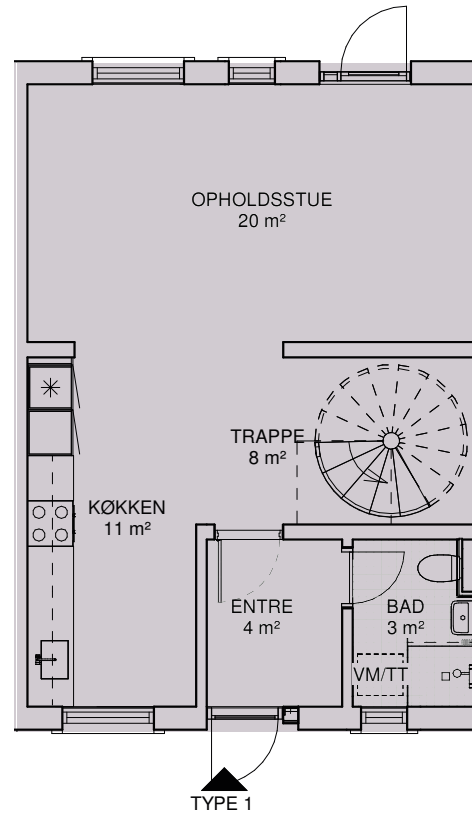 OPHOLDSSTUE
20 m²
TRAPPE
8 m²
KØKKEN
11 m²
ENTRE
4 m²
BAD
3 m²
VM/TT
TYPE 1